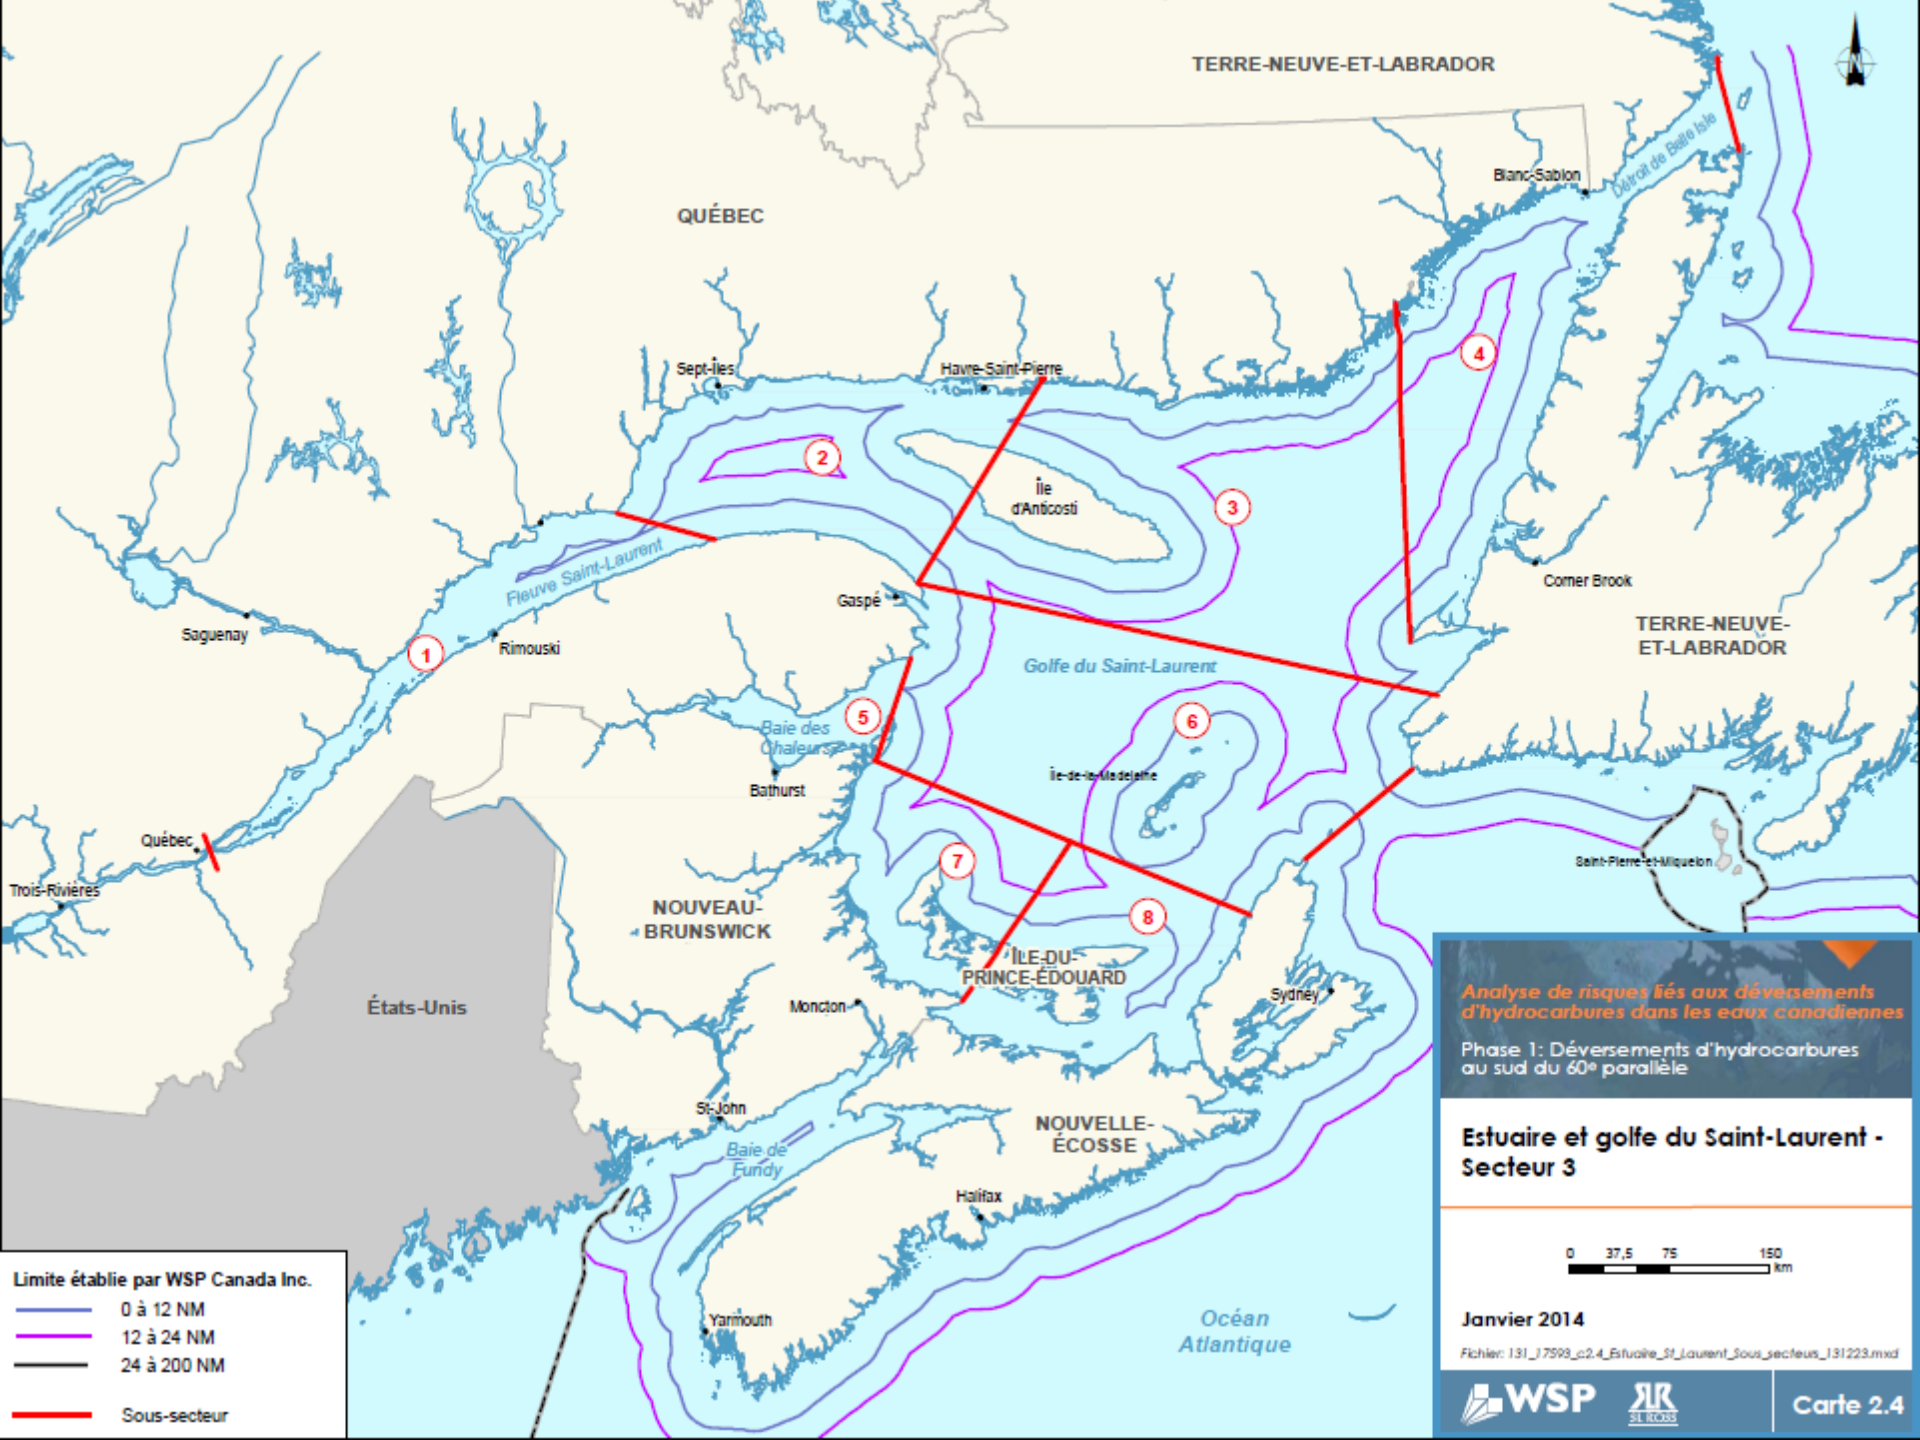 TERRE-NEUVE-ET-LABRADOR
N
Détroit de Belle Isle
Blanc-Sablon
QUÉBEC
4
Sept-Îles
Havre-Saint-Pierre
2
Île
d'Anticosti
3
Fleuve Saint-Laurent
Corner Brook
Gaspé
Saguenay
Rimouski
1
TERRE-NEUVE-
ET-LABRADOR
Golfe du Saint-Laurent
5
6
Baie des
Chaleurs
Île-de-la-Madeleine
Bathurst
Québec
7
Saint-Pierre-et-Miquelon
Trois-Rivières
NOUVEAU-
BRUNSWICK
8
ÎLE-DU-
PRINCE-ÉDOUARD
Sydney
États-Unis
Moncton
St-John
NOUVELLE-
ÉCOSSE
Baie de
Fundy
Halifax
Yarmouth
Océan
Atlantique
Limite établie par WSP Canada Inc.
0 à 12 NM
12 à 24 NM
24 à 200 NM
Sous-secteur
Analyse de risques liés aux déversements
d'hydrocarbures dans les eaux canadiennes
Phase 1: Déversements d'hydrocarbures
au sud du 60e parallèle
Estuaire et golfe du Saint-Laurent -
Secteur 3
0 37,5 75 150
km
Janvier 2014
Fichier: 131_17593_c2.4_Estuaire_St_Laurent_Sous_secteurs_131223.mxd
WSP
SL ROSS
Carte 2.4